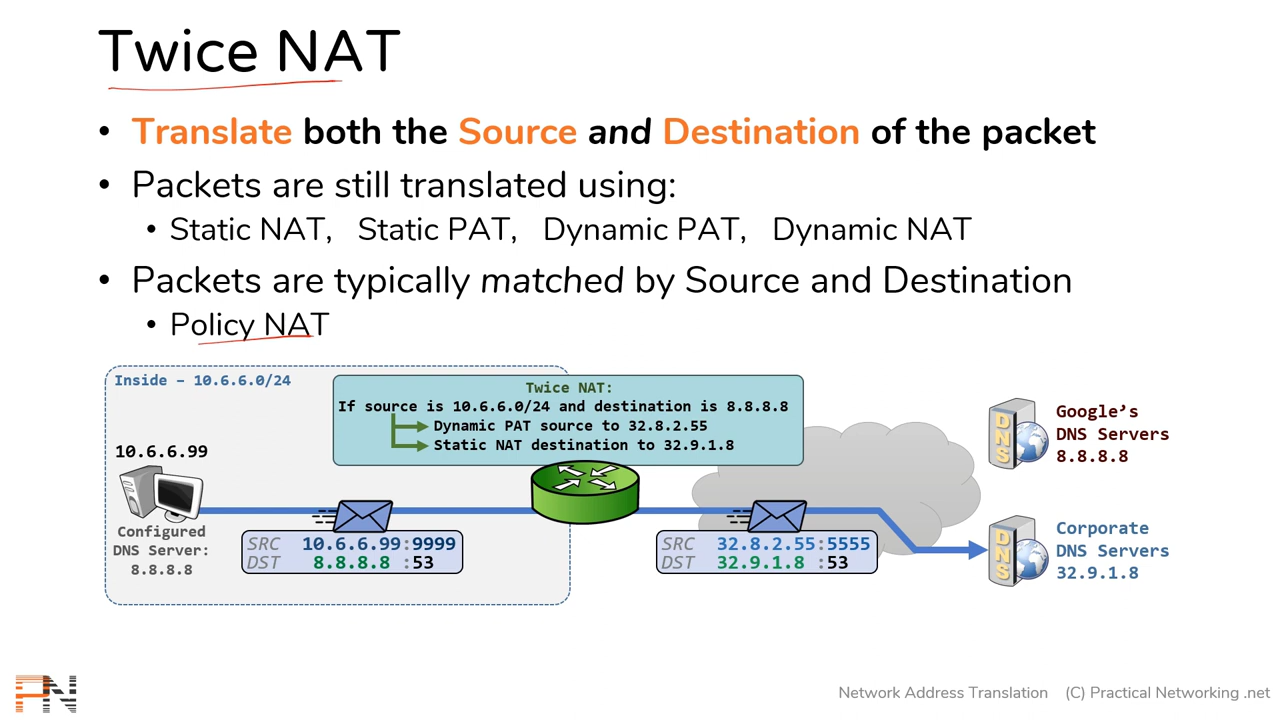 Twice NAT
• Translate both the Source and Destination of the packet
• Packets are still translated using:
• Static NAT, Static PAT, Dynamic PAT, Dynamic NAT
• Packets are typically matched by Source and Destination
• Policy NAT
Inside – 10.6.6.0/24
Twice NAT:
If source is 10.6.6.0/24 and destination is 8.8.8.8
Dynamic PAT source to 32.8.2.55
Static NAT destination to 32.9.1.8
10.6.6.99
Configured
DNS Server:
8.8.8.8
SRC 10.6.6.99:9999
DST 8.8.8.8 :53
SRC 32.8.2.55:5555
DST 32.9.1.8 :53
DNS
Google’s
DNS Servers
8.8.8.8
DNS
Corporate
DNS Servers
32.9.1.8
PN
Network Address Translation (C) Practical Networking .net